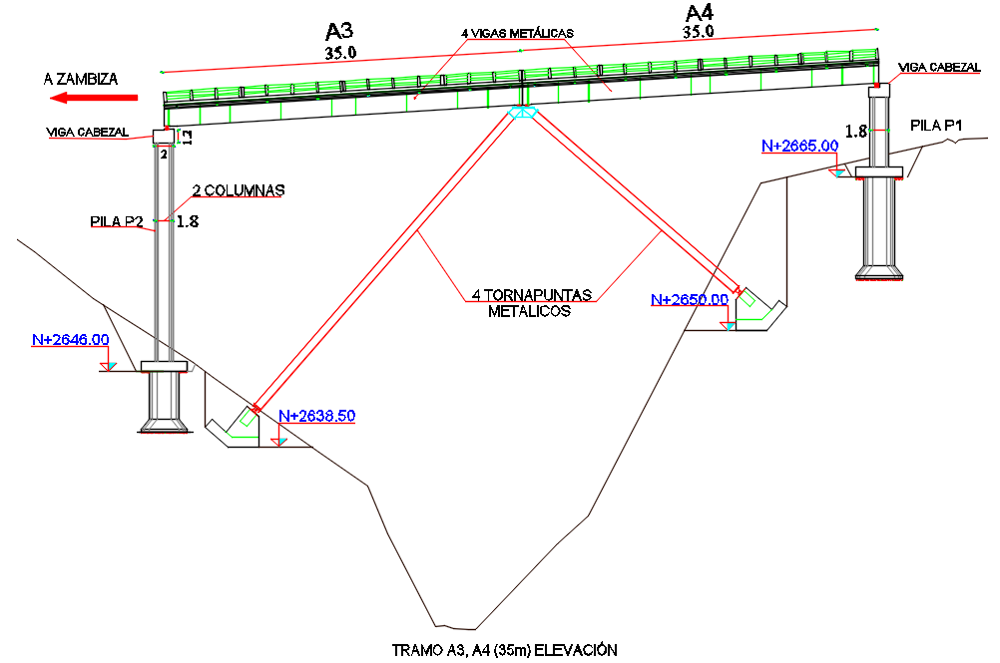 A3
A4
35.0
35.0
4 VIGAS METÁLICAS
A ZAMBIZA
VIGA CABEZAL
VIGA CABEZAL
1.2
2
1.8
PILA P1
N+2665.00
2 COLUMNAS
PILA P2
1.8
4 TORNAPUNTAS
METALICOS
N+2650.00
N+2646.00
N+2638.50
TRAMO A3, A4 (35m) ELEVACIÓN